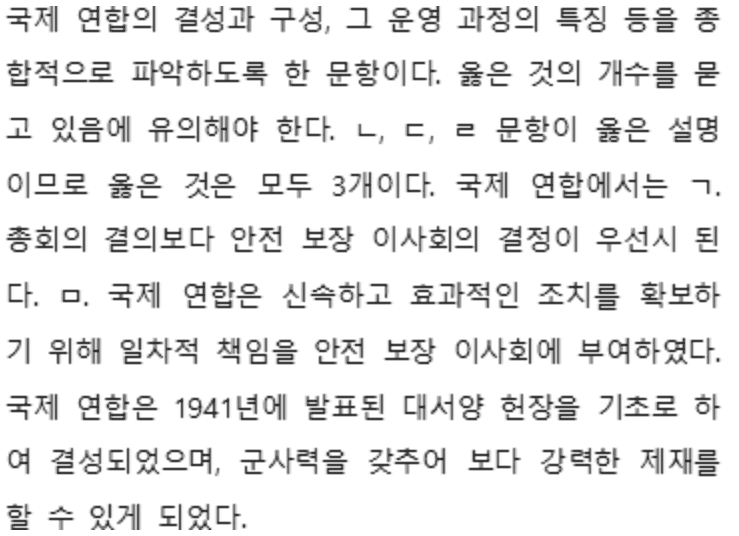 국제 연합의 결성과 구성, 그 운영 과정의 특징 등을 종
합적으로 파악하도록 한 문항이다. 옳은 것의 개수를 묻
고 있음에 유의해야 한다. ㄴ, ㄷ, ㄹ 문항이 옳은 설명
이므로 옳은 것은 모두 3개이다. 국제 연합에서는 ㄱ.
총회의 결의보다 안전 보장 이사회의 결정이 우선시 된
다. ㅁ. 국제 연합은 신속하고 효과적인 조치를 확보하
기 위해 일차적 책임을 안전 보장 이사회에 부여하였다.
국제 연합은 1941년에 발표된 대서양 헌장을 기초로 하
여 결성되었으며, 군사력을 갖추어 보다 강력한 제재를
할 수 있게 되었다.